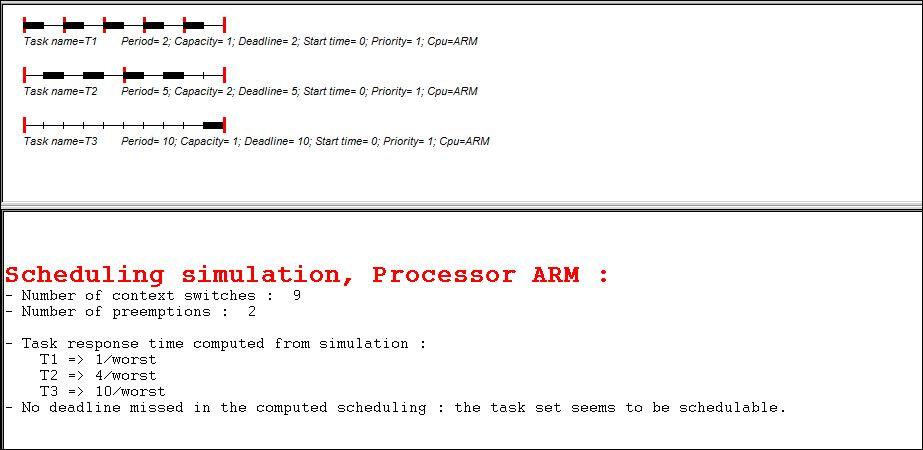 Task name=T1 Period= 2; Capacity= 1; Deadline= 2; Start time= 0; Priority= 1; Cpu=ARM
Task name=T2 Period= 5; Capacity= 2; Deadline= 5; Start time= 0; Priority= 1; Cpu=ARM
Task name=T3 Period= 10; Capacity= 1; Deadline= 10; Start time= 0; Priority= 1; Cpu=ARM
Scheduling simulation, Processor ARM :
- Number of context switches : 9
- Number of preemptions : 2
- Task response time computed from simulation :
T1 => 1/worst
T2 => 4/worst
T3 => 10/worst
- No deadline missed in the computed scheduling : the task set seems to be schedulable.